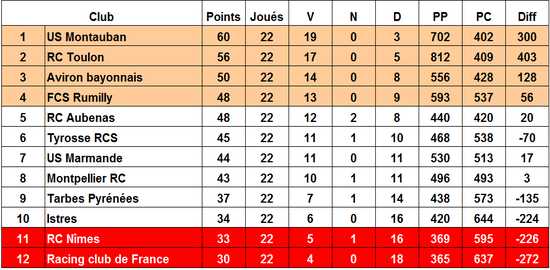 Club Points Joués V N D PP PC Diff
1 US Montauban 60 22 19 0 3 702 402 300
2 RC Toulon 56 22 17 0 5 812 409 403
3 Aviron bayonnais 50 22 14 0 8 556 428 128
4 FCS Rumilly 48 22 13 0 9 593 537 56
5 RC Aubenas 48 22 12 2 8 440 420 20
6 Tyrosse RCS 45 22 11 1 10 468 538 -70
7 US Marmande 44 22 11 0 11 530 513 17
8 Montpellier RC 43 22 10 1 11 496 493 3
9 Tarbes Pyrénées 37 22 7 1 14 438 573 -135
10 Istres 34 22 6 0 16 420 644 -224
11 RC Nîmes 33 22 5 1 16 369 595 -226
12 Racing club de France 30 22 4 0 18 365 637 -272